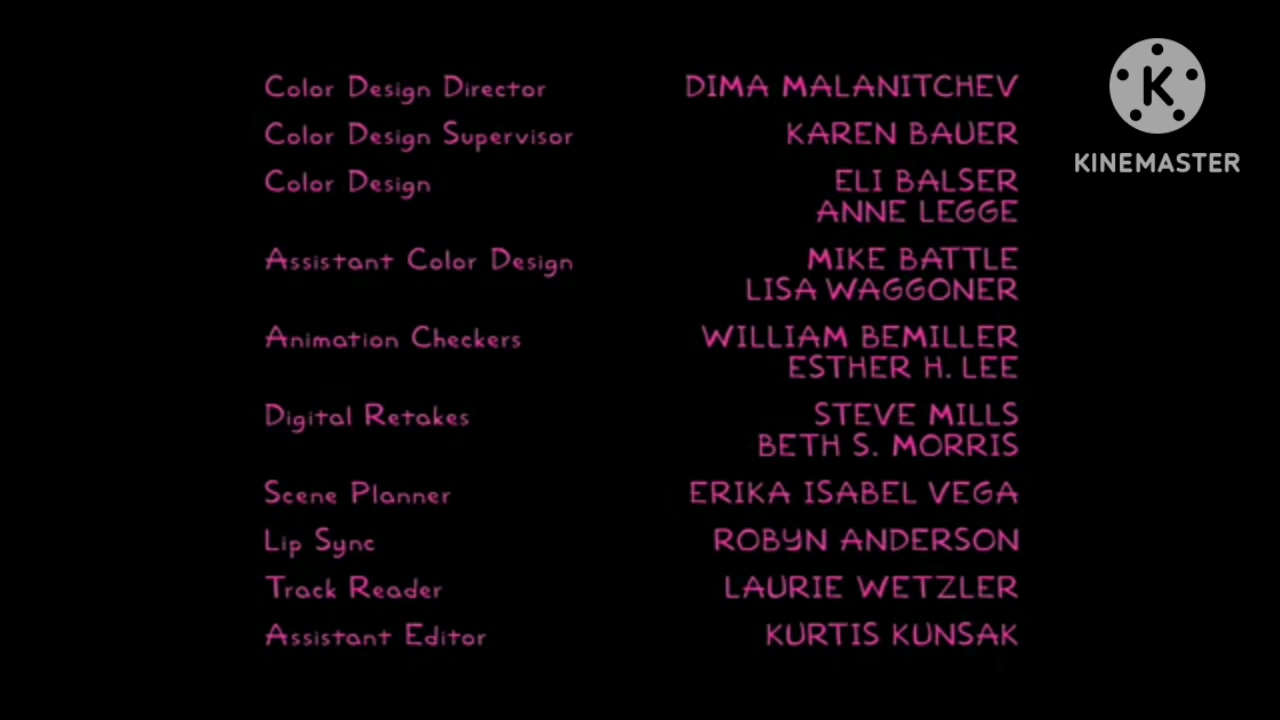 Color Design Director DIMA MALANITCHEV
Color Design Supervisor KAREN BAUER
Color Design ELI BALSER
ANNE LEGGE
Assistant Color Design MIKE BATTLE
LISA WAGGONER
Animation Checkers WILLIAM BEMILLER
ESTHER H. LEE
Digital Retakes STEVE MILLS
BETH S. MORRIS
Scene Planner ERIKA ISABEL VEGA
Lip Sync ROBYN ANDERSON
Track Reader LAURIE WETZLER
Assistant Editor KURTIS KUNSAK
K
KINEMASTER